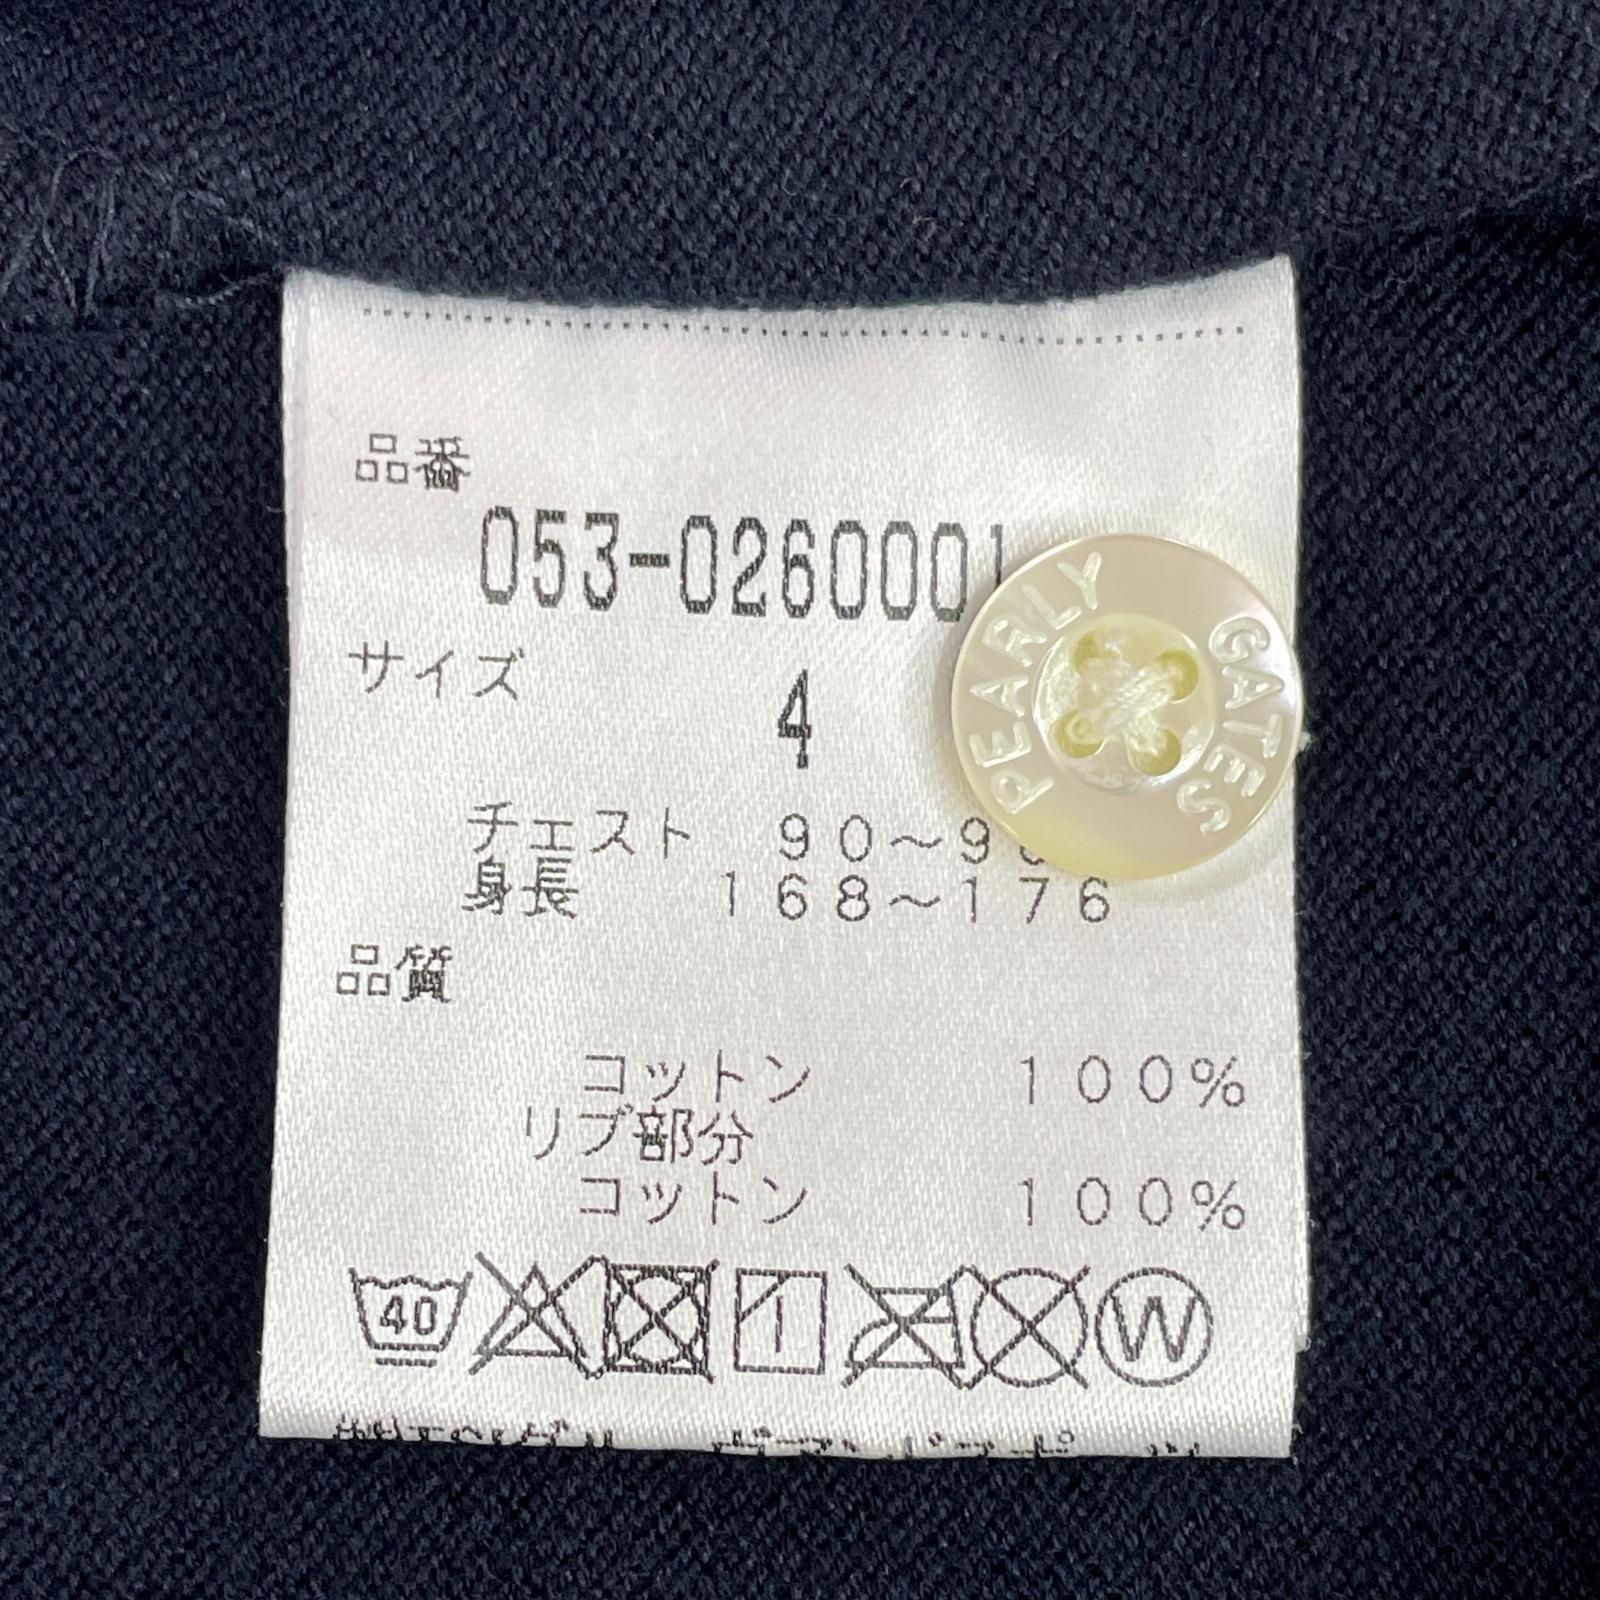 品番
053-0260001
サイズ
4
チェスト 90～9
身長 168～176
品質
コットン 100%
リブ部分
コットン 100%
40
W
PEARLY GATES